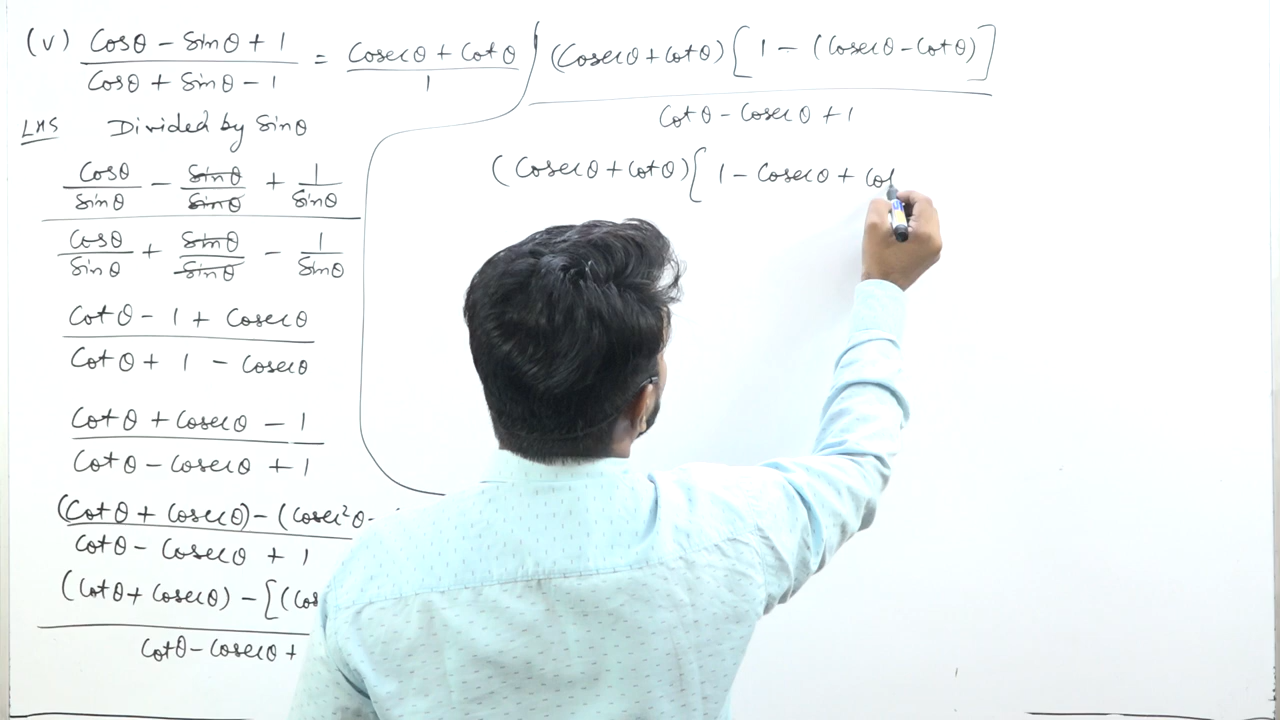 (v) (Cosθ - Sinθ + 1)/(Cosθ + Sinθ - 1) = (Cosecθ + Cotθ)/1
LHS Divided by Sinθ
(Cosθ/Sinθ - Sinθ/Sinθ + 1/Sinθ)/(Cosθ/Sinθ + Sinθ/Sinθ - 1/Sinθ)
Cotθ - 1 + Cosecθ
Cotθ + 1 - Cosecθ
Cotθ + Cosecθ - 1
Cotθ - Cosecθ + 1
(Cotθ + Cosecθ) - (Cosec²θ -
Cotθ - Cosecθ + 1
(Cotθ + Cosecθ) - [(Cos
Cotθ - Cosecθ +
(Cosecθ + Cotθ) [1 - (Cosecθ - Cotθ)]
Cotθ - Cosecθ + 1
(Cosecθ + Cotθ) [1 - Cosecθ + Cot